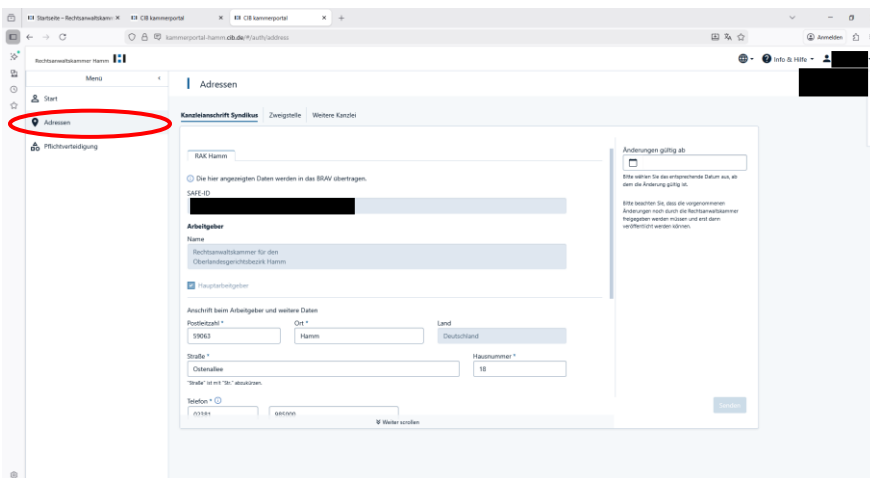 Startseite – Rechtsanwaltskamm
CIB kammerportal
CIB kammerportal
kammerportal-hamm.cib.de/#/auth/address
Anmelden
Rechtsanwaltskammer Hamm
Info & Hilfe
Menü
Start
Adressen
Pflichtverteidigung
Adressen
Kanzleianschrift Syndikus Zweigstelle Weitere Kanzlei
RAK Hamm
Die hier angezeigten Daten werden in das BRAV übertragen.
SAFE-ID
Arbeitgeber
Name
Rechtsanwaltskammer für den
Oberlandesgerichtsbezirk Hamm
Hauptarbeitgeber
Anschrift beim Arbeitgeber und weitere Daten
Postleitzahl * Ort * Land
59063 Hamm Deutschland
Straße * Hausnummer *
Ostenallee 18
"Straße" ist mit "Str." abzukürzen.
Telefon *
02381 985000
Weiter scrollen
Änderungen gültig ab
Bitte wählen Sie das entsprechende Datum aus, ab
dem die Änderung gültig ist.
Bitte beachten Sie, dass die vorgenommenen
Änderungen noch durch die Rechtsanwaltskammer
freigegeben werden müssen und erst dann
veröffentlicht werden können.
Senden